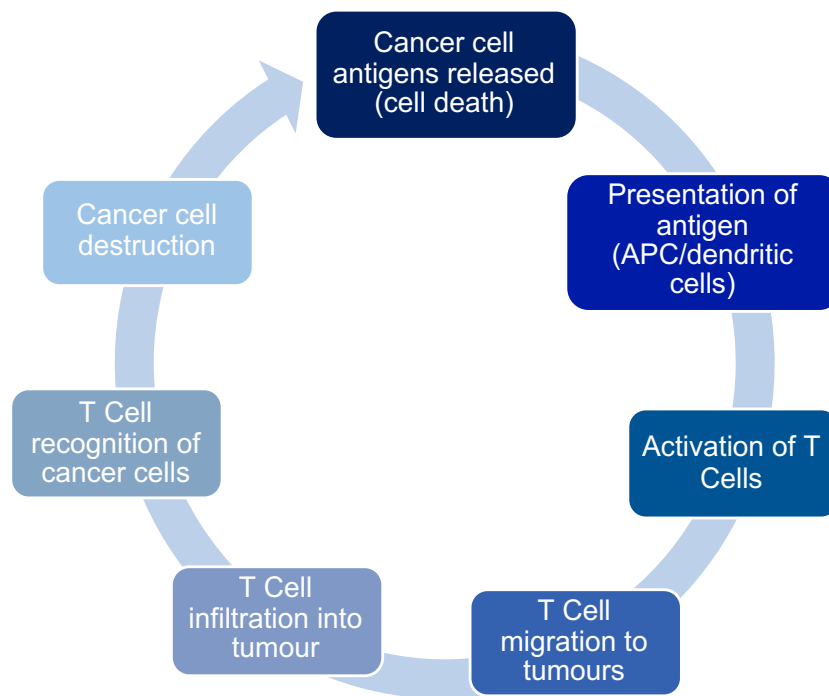 Cancer cell
antigens released
(cell death)
Presentation of
antigen
(APC/dendritic
cells)
Activation of T
Cells
T Cell
migration to
tumours
T Cell
infiltration into
tumour
T Cell
recognition of
cancer cells
Cancer cell
destruction